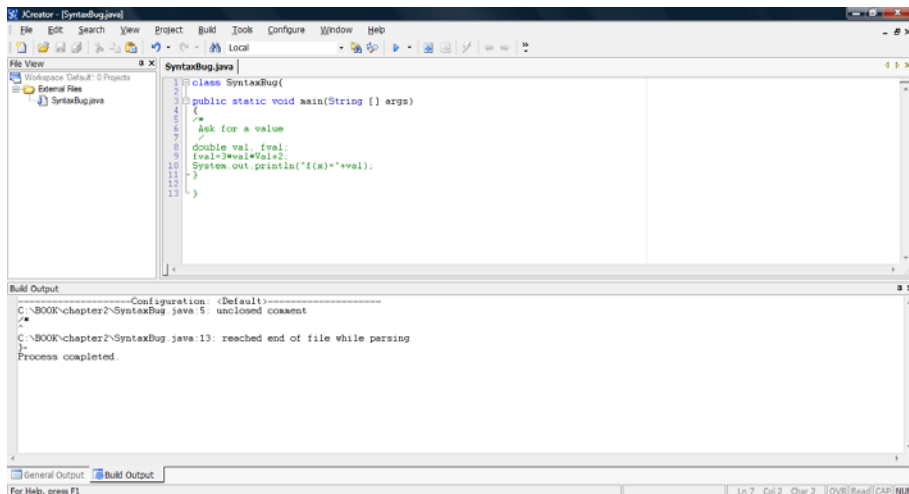 JCreator - [SyntaxBug.java]
File Edit Search View Project Build Tools Configure Window Help
Local
File View
SyntaxBug.java
Workspace 'Default': 0 Projects
External Files
SyntaxBug.java
1 class SyntaxBug{
2
3 public static void main(String [] args)
4 {
5 /*
6 Ask for a value
7 /
8 double val, fval;
9 fval=3*val*Val+2;
10 System.out.println("f(x)="+val);
11 }
12
13 }
Build Output
--------------------Configuration: <Default>--------------------
C:\BOOK\chapter2\SyntaxBug.java:5: unclosed comment
/*
^
C:\BOOK\chapter2\SyntaxBug.java:13: reached end of file while parsing
}
Process completed.
General Output Build Output
For Help, press F1
Ln 7 Col 2 Char 2 OVR Read CAP NUM